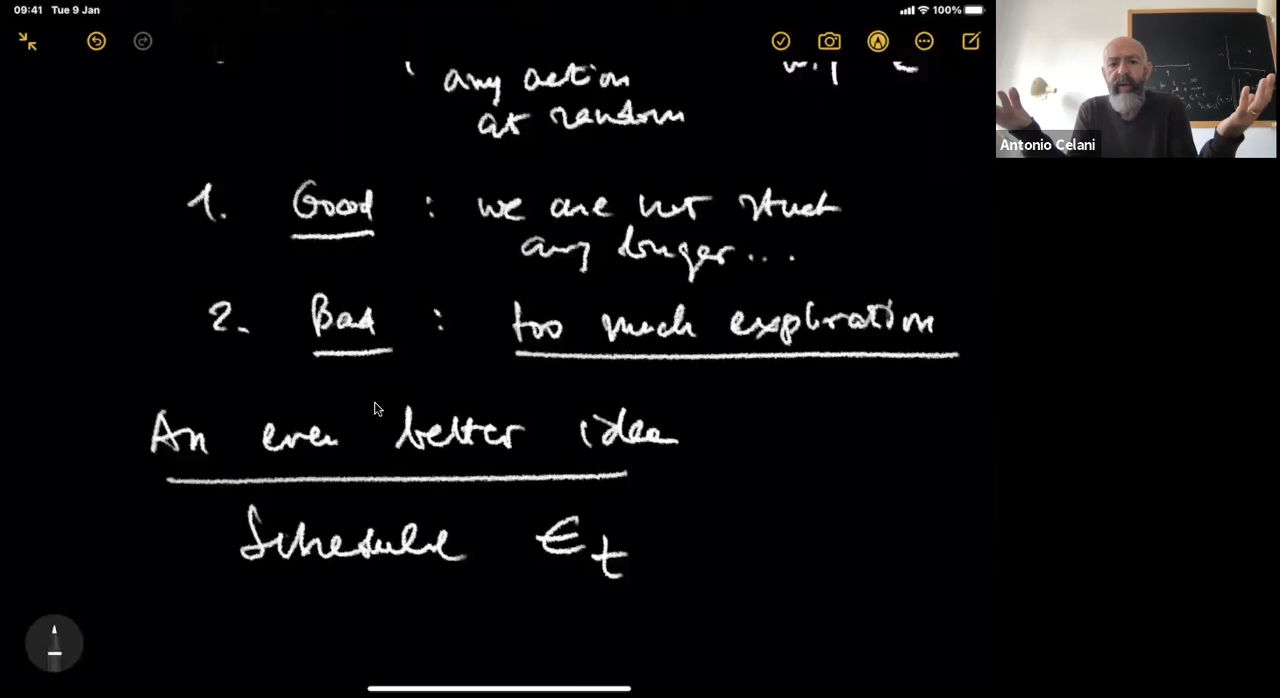 09:41 Tue 9 Jan
100%
Antonio Celani
any action
at random
1. Good : we are not stuck
any longer...
2. Bad : too much exploration
An even better idea
Schedule ϵt